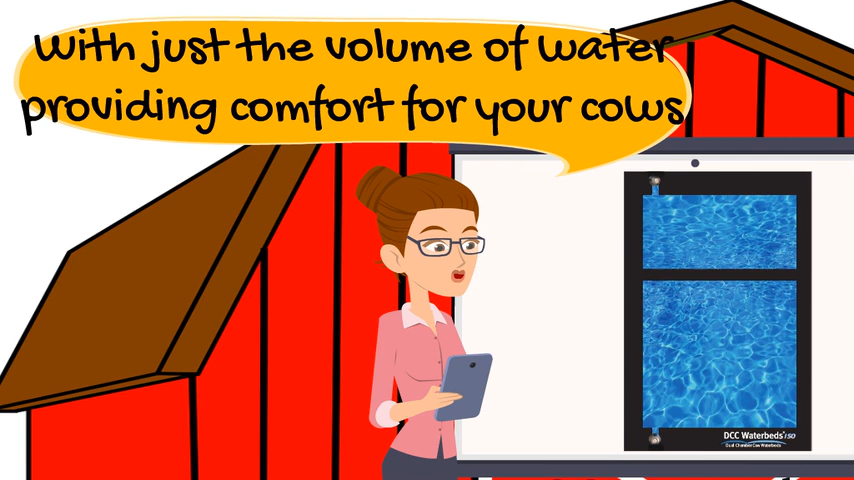 With just the volume of water
providing comfort for your cows
DCC Waterbeds ISO
Dual Chamber Cow Waterbeds